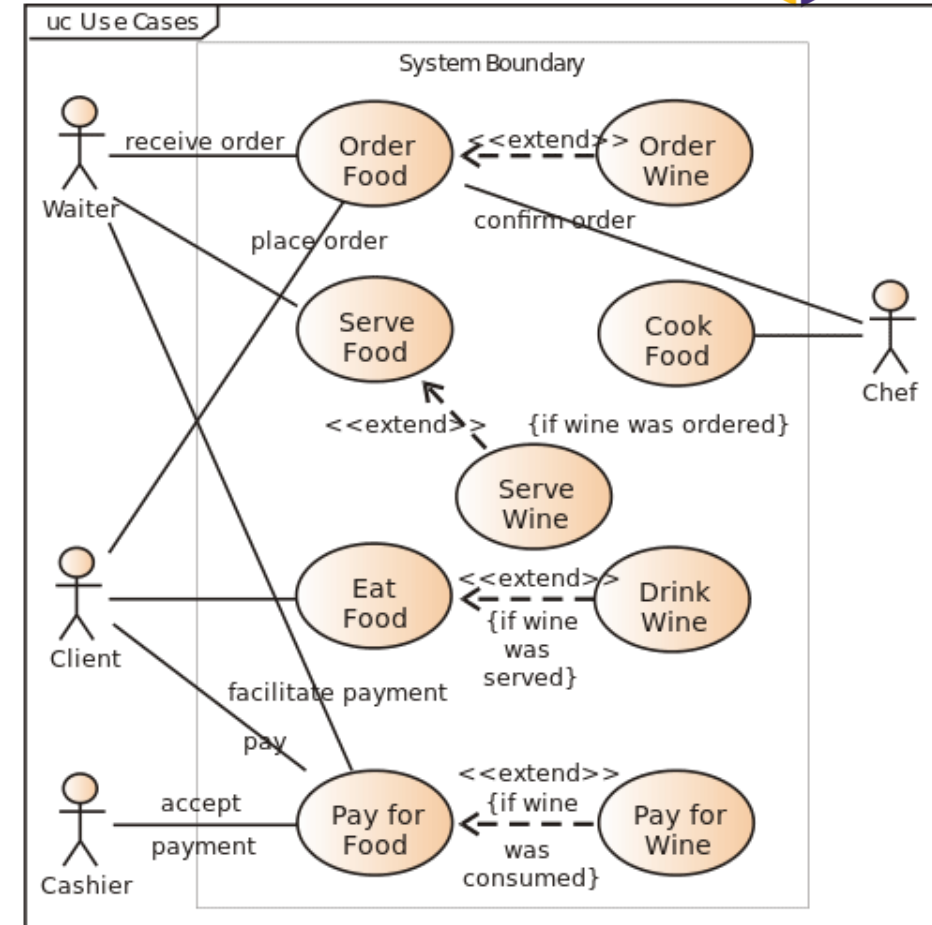 uc Use Cases
System Boundary
receive order
Order
Food
<<extend>>
Order
Wine
Waiter
place order
confirm order
Serve
Food
Cook
Food
Chef
<<extend>>
{if wine was ordered}
Serve
Wine
Eat
Food
<<extend>>
{if wine
was
served}
Drink
Wine
Client
facilitate payment
pay
accept
payment
Cashier
Pay for
Food
<<extend>>
{if wine
was
consumed}
Pay for
Wine